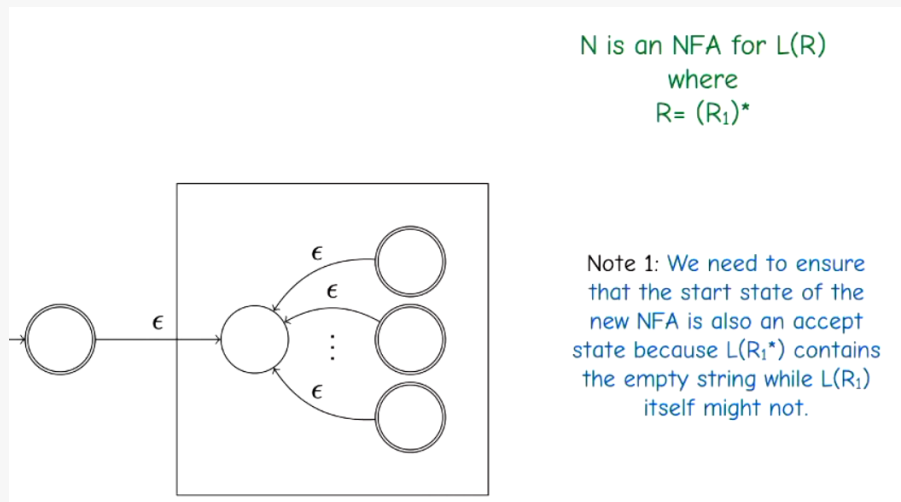 N is an NFA for L(R)
where
R= (R₁)*
ϵ
ϵ
ϵ
⋮
ϵ
Note 1: We need to ensure
that the start state of the
new NFA is also an accept
state because L(R₁*) contains
the empty string while L(R₁)
itself might not.